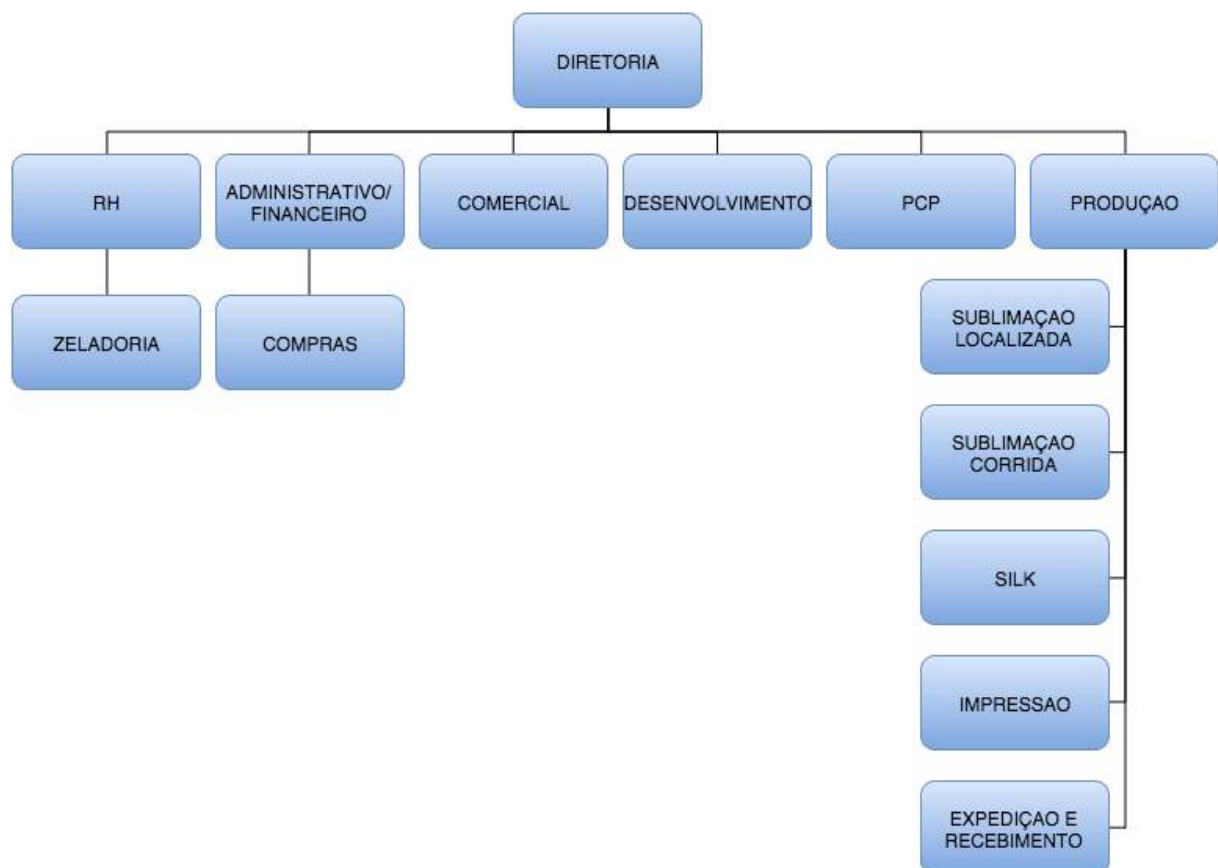 DIRETORIA
RH
ADMINISTRATIVO/
FINANCEIRO
COMERCIAL
DESENVOLVIMENTO
PCP
PRODUÇAO
ZELADORIA
COMPRAS
SUBLIMAÇAO
LOCALIZADA
SUBLIMAÇAO
CORRIDA
SILK
IMPRESSAO
EXPEDIÇAO E
RECEBIMENTO